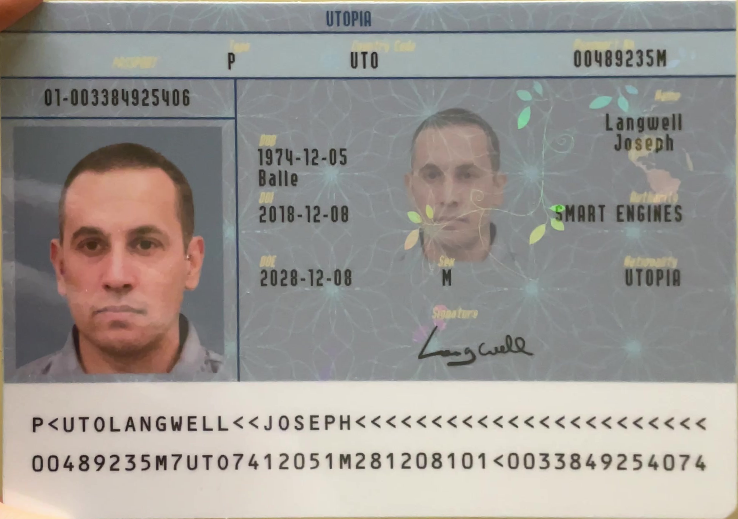 UTOPIA
Type
Country Code
Document No
PASSPORT
P
UTO
00489235M
01-003384925406
Name
Langwell
Joseph
DOB
1974-12-05
Balle
DOI
Authority
2018-12-08
SMART ENGINES
DOE
Sex
Nationality
2028-12-08
M
UTOPIA
Signature
Langwell
P<UTOLANGWELL<<JOSEPH<<<<<<<<<<<<<<<<<<<<<<<
00489235M7UTO7412051M281208101<0033849254074